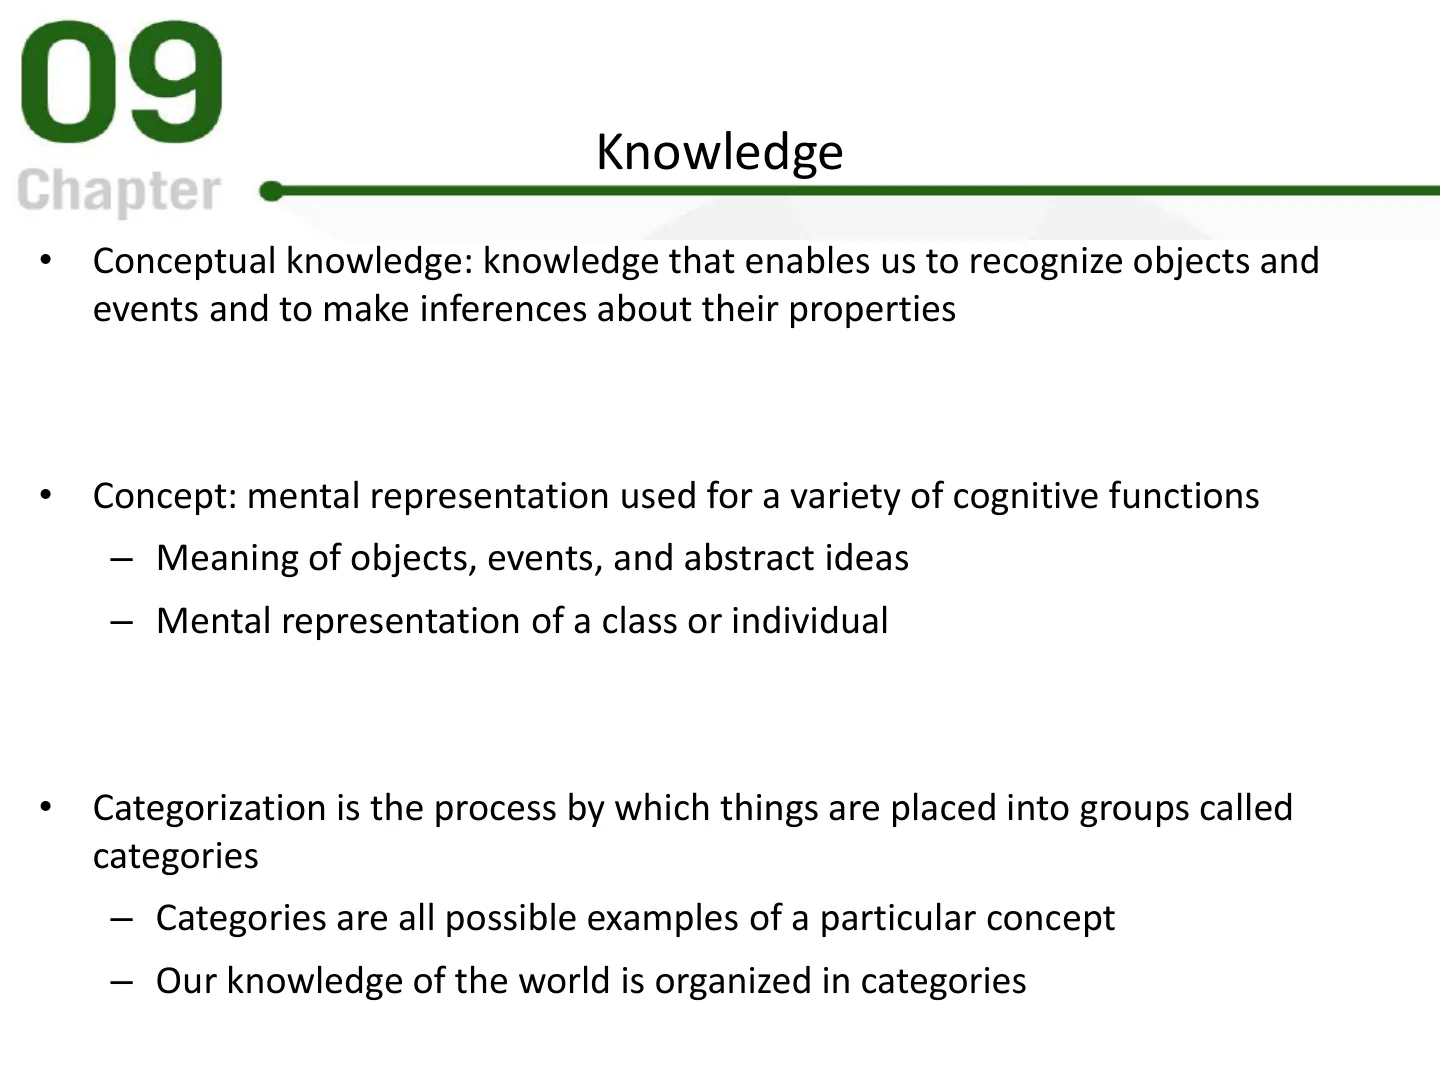 09
Chapter
Knowledge
• Conceptual knowledge: knowledge that enables us to recognize objects and
events and to make inferences about their properties
• Concept: mental representation used for a variety of cognitive functions
– Meaning of objects, events, and abstract ideas
– Mental representation of a class or individual
• Categorization is the process by which things are placed into groups called
categories
– Categories are all possible examples of a particular concept
– Our knowledge of the world is organized in categories